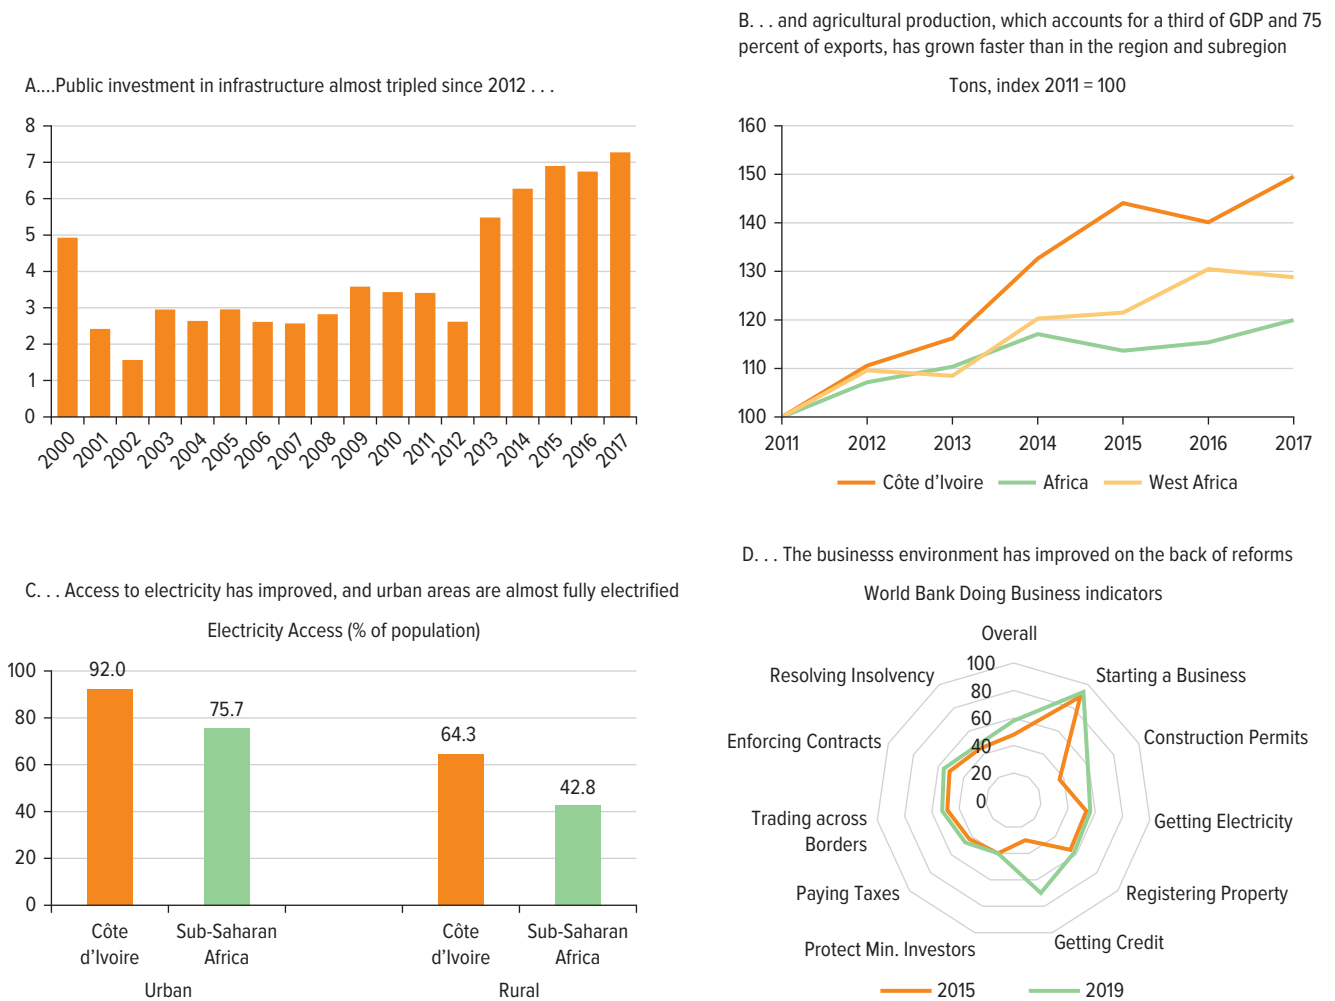 A....Public investment in infrastructure almost tripled since 2012 . . .
8
7
6
5
4
3
2
1
0
2000
2001
2002
2003
2004
2005
2006
2007
2008
2009
2010
2011
2012
2013
2014
2015
2016
2017
B. . . and agricultural production, which accounts for a third of GDP and 75
percent of exports, has grown faster than in the region and subregion
Tons, index 2011 = 100
160
150
140
130
120
110
100
2011
2012
2013
2014
2015
2016
2017
Côte d'Ivoire
Africa
West Africa
C. . . Access to electricity has improved, and urban areas are almost fully electrified
Electricity Access (% of population)
100
80
60
40
20
0
92.0
75.7
64.3
42.8
Côte
d'Ivoire
Sub-Saharan
Africa
Côte
d'Ivoire
Sub-Saharan
Africa
Urban
Rural
D. . . The businesss environment has improved on the back of reforms
World Bank Doing Business indicators
Overall
Starting a Business
Construction Permits
Getting Electricity
Registering Property
Getting Credit
Protect Min. Investors
Paying Taxes
Trading across
Borders
Enforcing Contracts
Resolving Insolvency
100
80
60
40
20
0
2015
2019